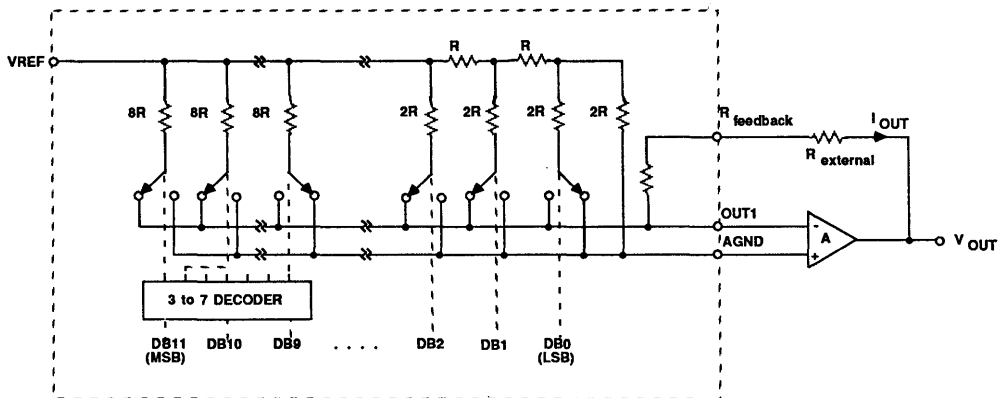 R R
VREF
8R 8R 8R 2R 2R 2R 2R
R feedback
I OUT
R external
OUT1
AGND
-
A
+
V OUT
3 to 7 DECODER
DB11 DB10 DB9 . . . . DB2 DB1 DB0
(MSB) (LSB)